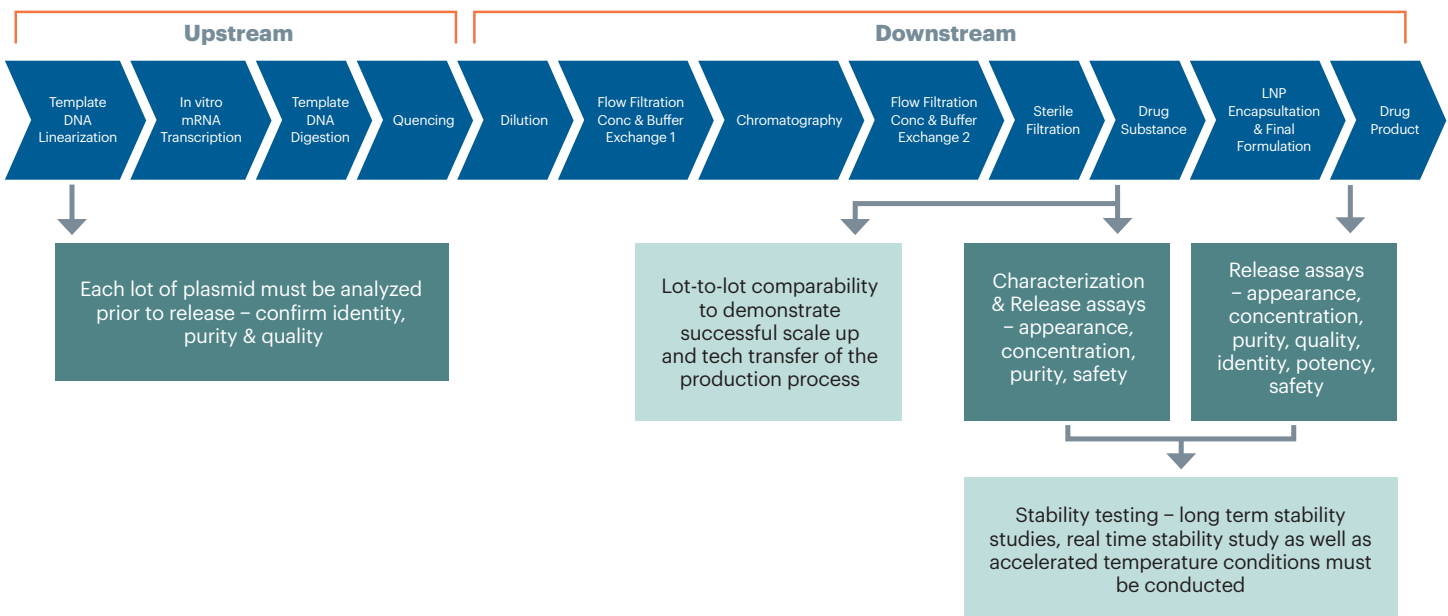 Upstream
Downstream
Template
DNA
Linearization
In vitro
mRNA
Transcription
Template
DNA
Digestion
Quencing
Dilution
Flow Filtration
Conc & Buffer
Exchange 1
Chromatography
Flow Filtration
Conc & Buffer
Exchange 2
Sterile
Filtration
Drug
Substance
LNP
Encapsultation
& Final
Formulation
Drug
Product
Each lot of plasmid must be analyzed
prior to release – confirm identity,
purity & quality
Lot-to-lot comparability
to demonstrate
successful scale up
and tech transfer of the
production process
Characterization
& Release assays
– appearance,
concentration,
purity, safety
Release assays
– appearance,
concentration,
purity, quality,
identity, potency,
safety
Stability testing – long term stability
studies, real time stability study as well as
accelerated temperature conditions must
be conducted